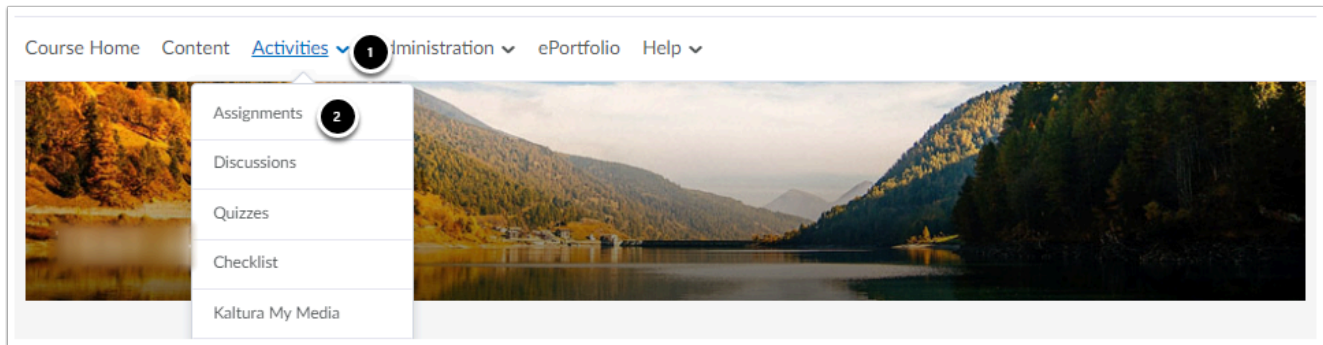 Course Home Content Activities 1 dministration ePortfolio Help
Assignments 2
Discussions
Quizzes
Checklist
Kaltura My Media